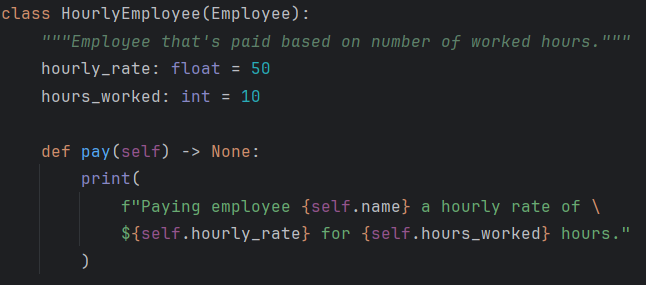 class HourlyEmployee(Employee):
    """Employee that's paid based on number of worked hours."""
    hourly_rate: float = 50
    hours_worked: int = 10

    def pay(self) -> None:
        print(
            f"Paying employee {self.name} a hourly rate of \
            ${self.hourly_rate} for {self.hours_worked} hours."
        )